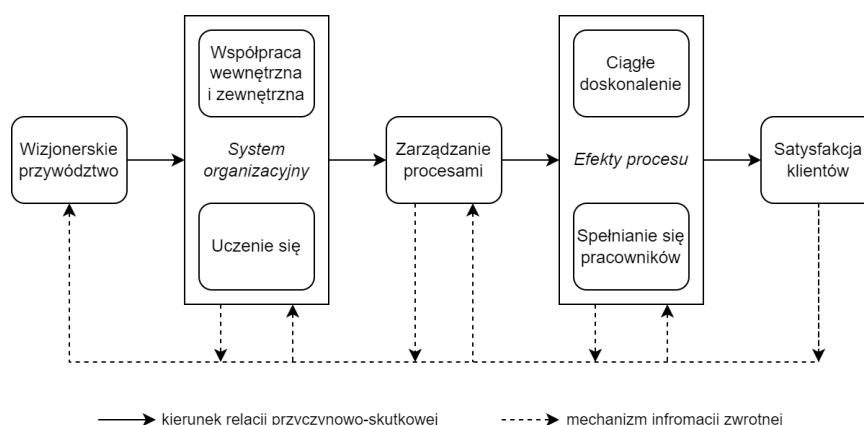 Wizjonerskie
przywództwo
Współpraca
wewnętrzna
i zewnętrzna
System
organizacyjny
Uczenie się
Zarządzanie
procesami
Ciągłe
doskonalenie
Efekty procesu
Spełnianie się
pracowników
Satysfakcja
klientów
kierunek relacji przyczynowo-skutkowej
mechanizm infromacji zwrotnej